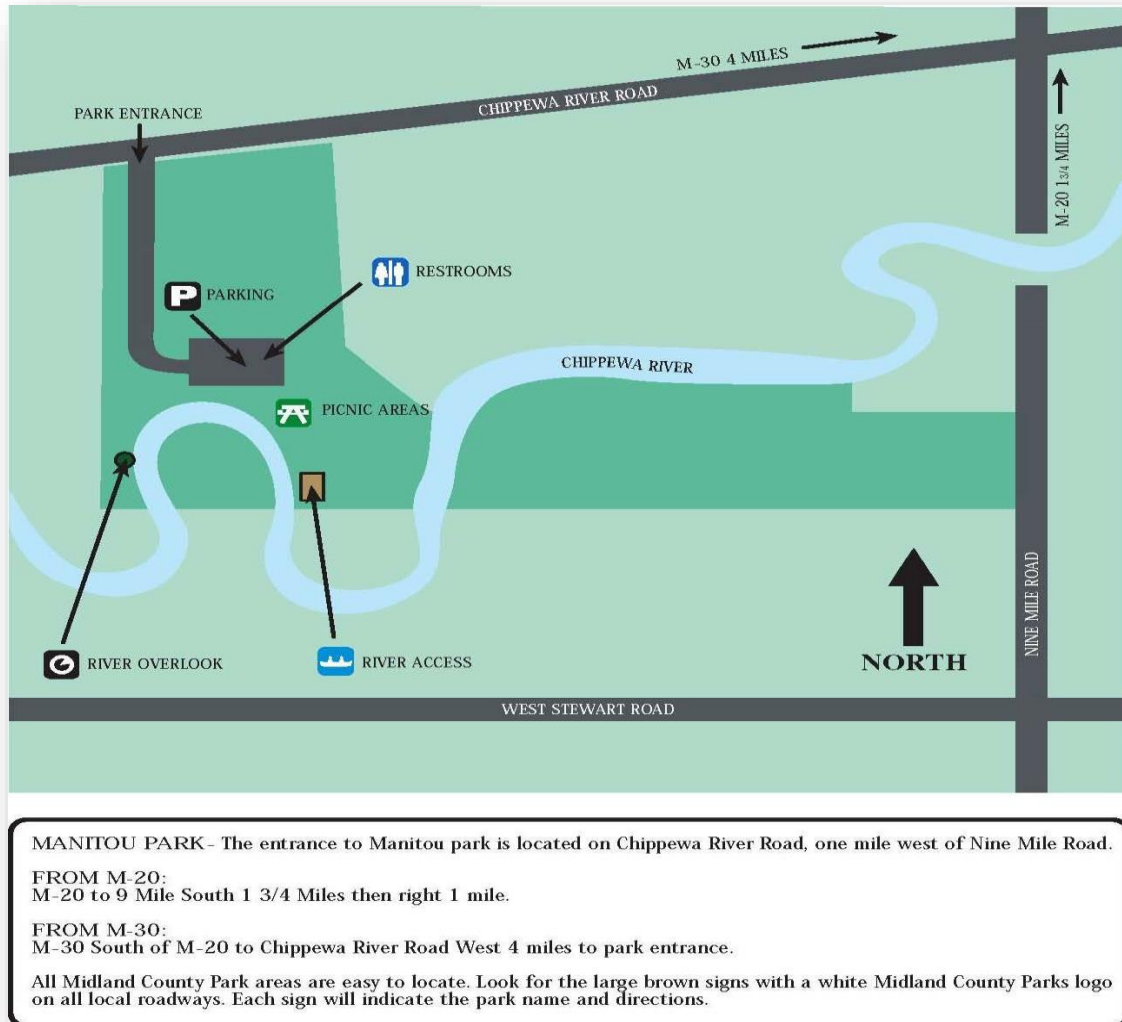 M-30 4 MILES
CHIPPEWA RIVER ROAD
PARK ENTRANCE
M-20 1 3/4 MILES
RESTROOMS
P PARKING
CHIPPEWA RIVER
PICNIC AREAS
NINE MILE ROAD
RIVER OVERLOOK
RIVER ACCESS
NORTH
WEST STEWART ROAD
MANITOU PARK - The entrance to Manitou park is located on Chippewa River Road, one mile west of Nine Mile Road.
FROM M-20:
M-20 to 9 Mile South 1 3/4 Miles then right 1 mile.
FROM M-30:
M-30 South of M-20 to Chippewa River Road West 4 miles to park entrance.
All Midland County Park areas are easy to locate. Look for the large brown signs with a white Midland County Parks logo
on all local roadways. Each sign will indicate the park name and directions.